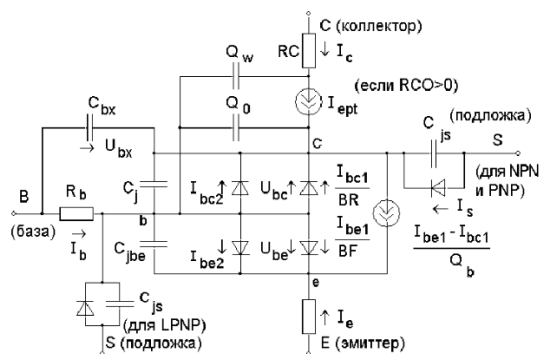 C (коллектор)
Q_w
RC
I_c
(если RCO>0)
Q_0
I_ept
(подложка)
C_bx
U_bx
C
C_js
S
(для NPN и PNP)
B
R_b
C_j
I_bc2
U_bc
I_bc1
BR
I_s
b
(база)
I_b
C_jbe
I_be2
U_be
I_be1
BF
I_be1 - I_bc1
Q_b
e
C_js
(для LPNP)
I_e
S (подложка)
E (эмиттер)